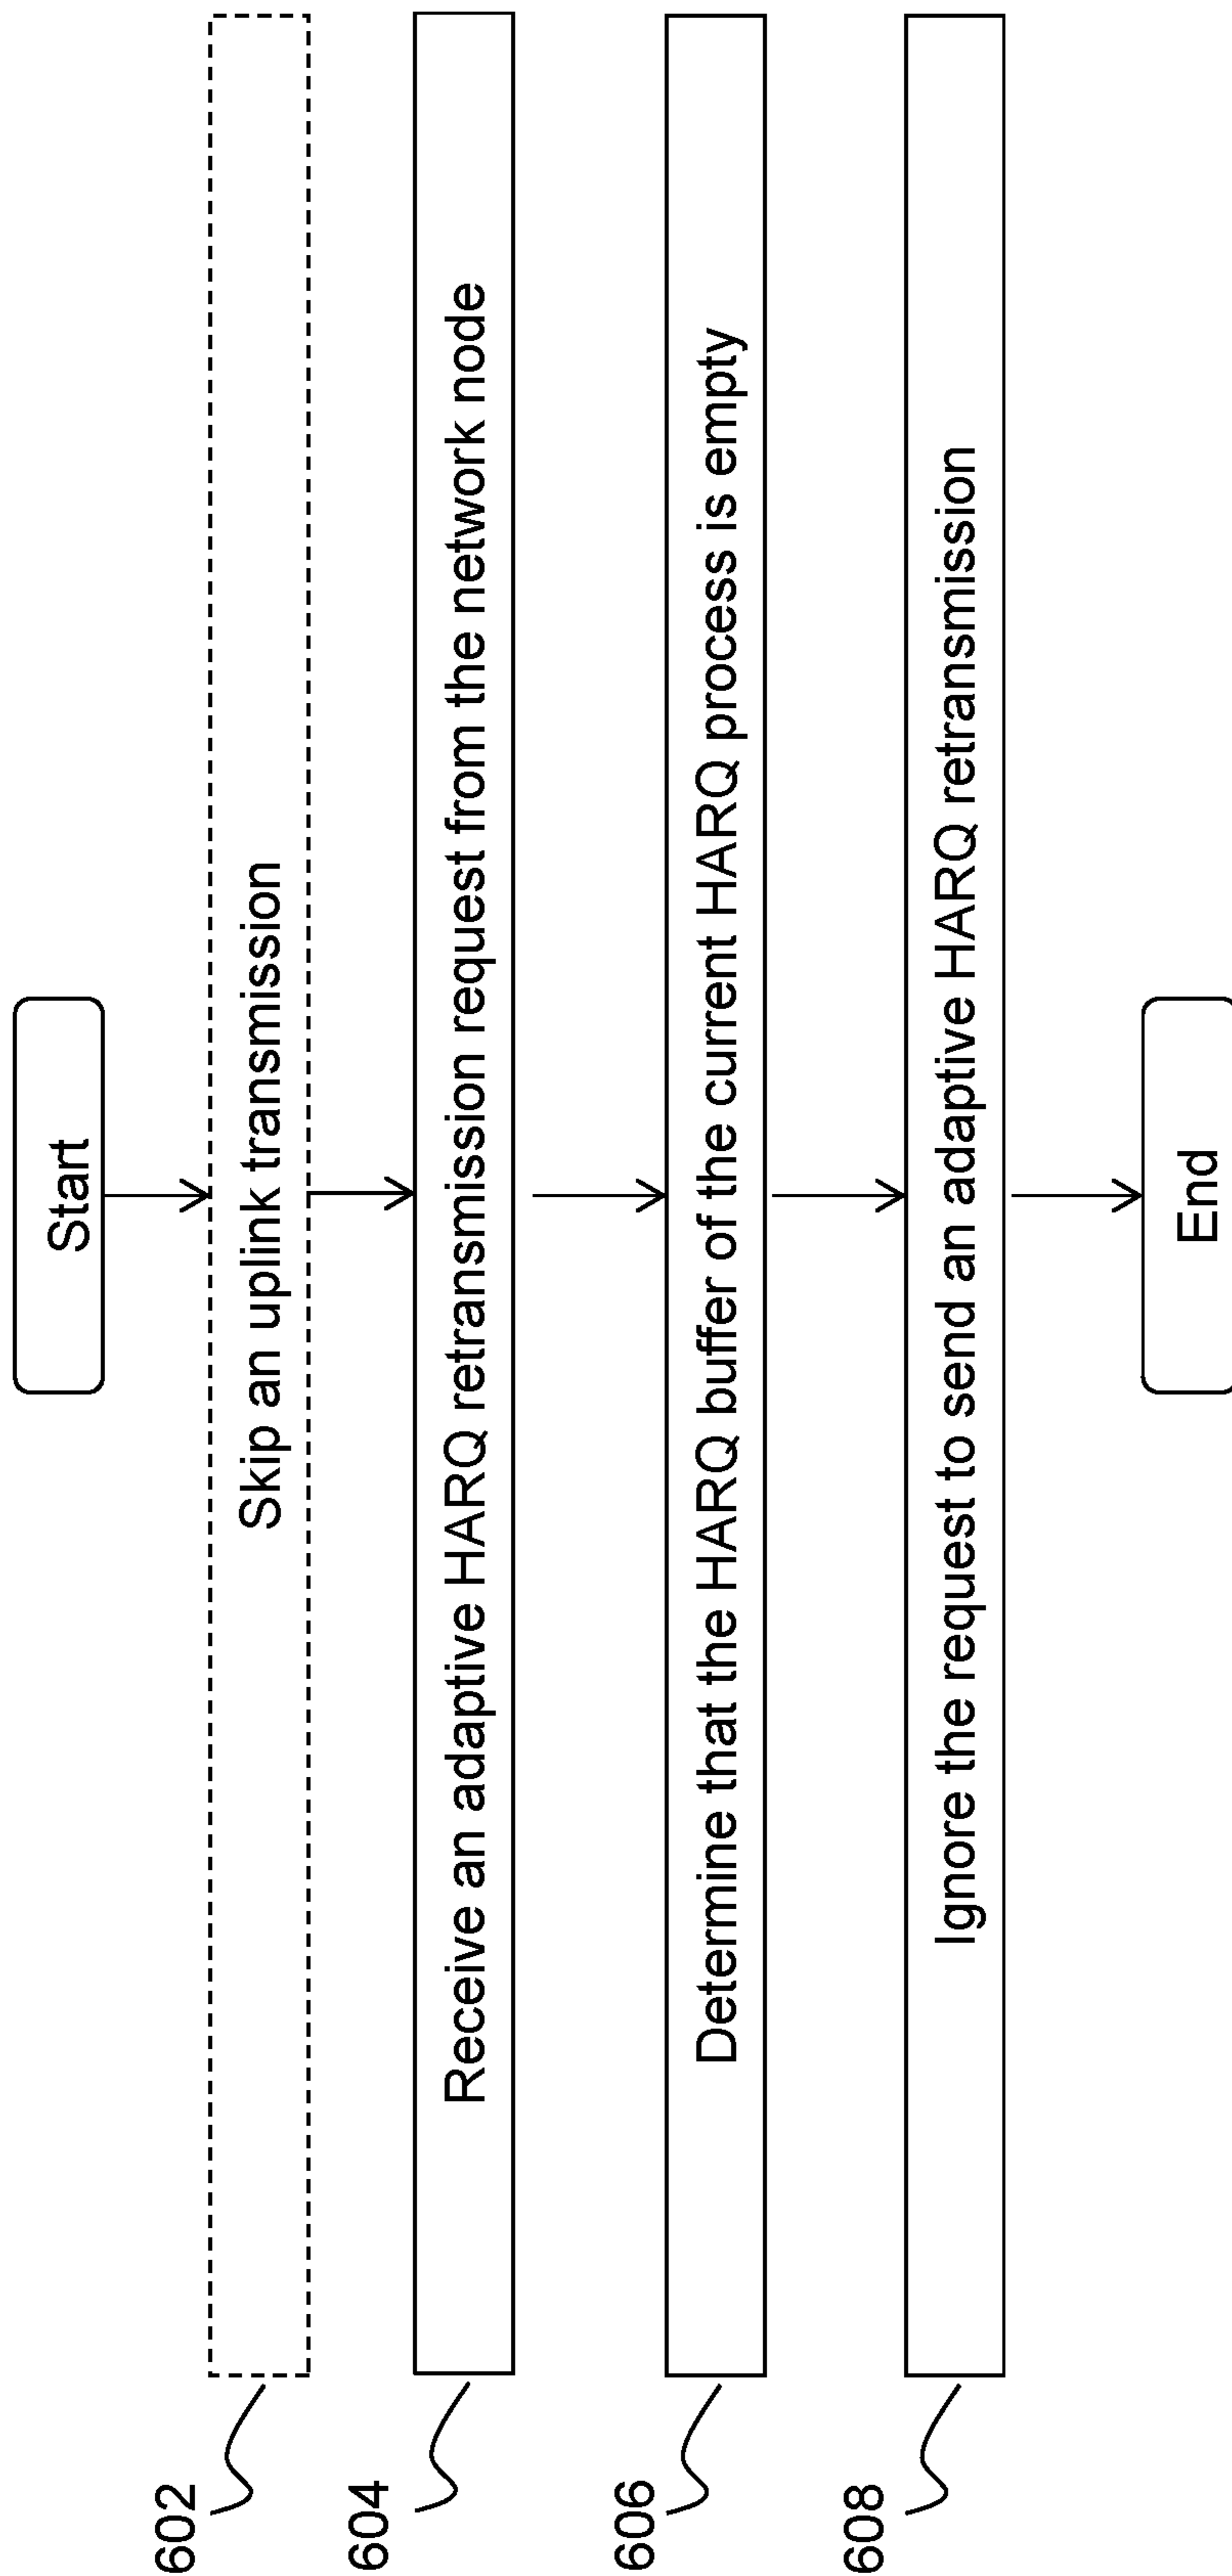 Start
602
Skip an uplink transmission
604
Receive an adaptive HARQ retransmission request from the network node
606
Determine that the HARQ buffer of the current HARQ process is empty
608
Ignore the request to send an adaptive HARQ retransmission
End